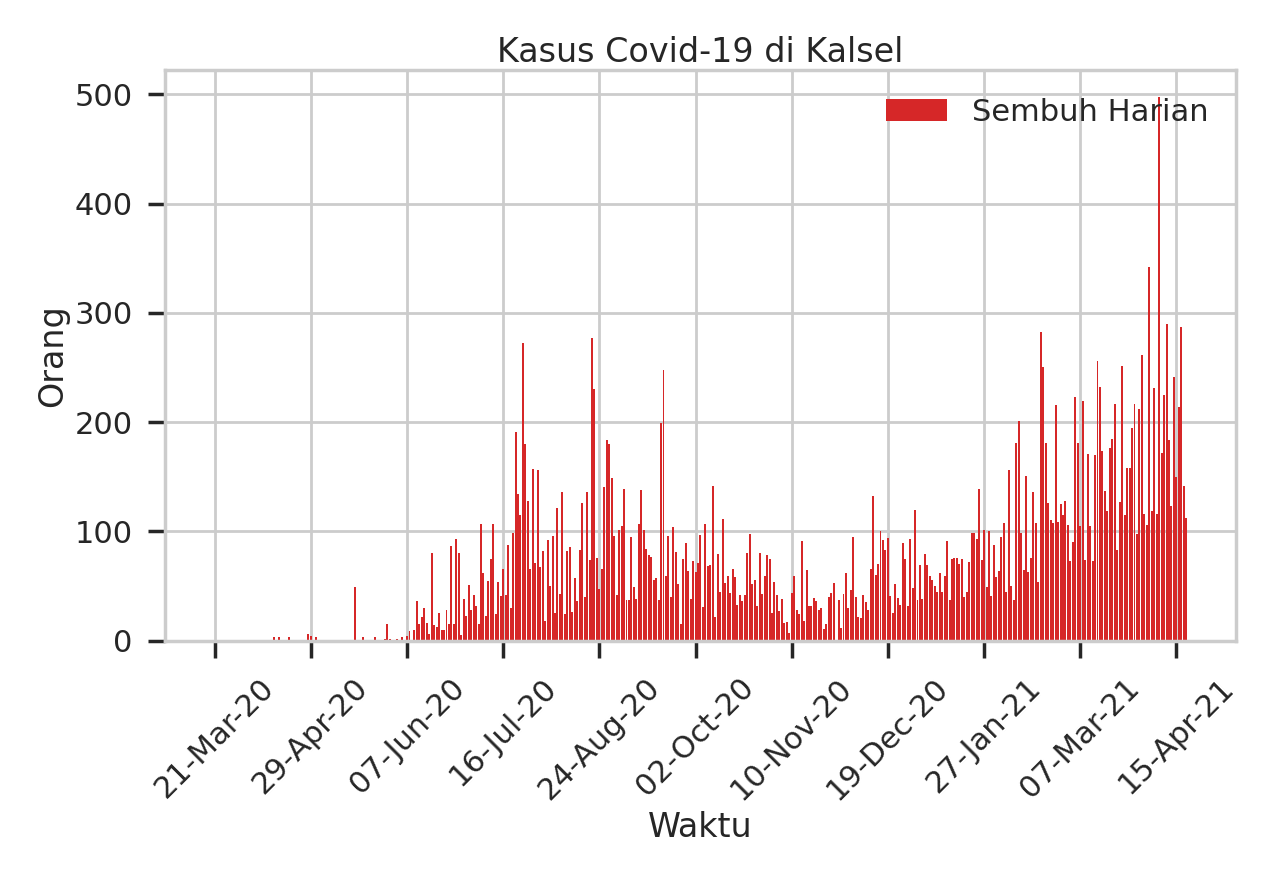 Kasus Covid-19 di Kalsel
Sembuh Harian
Orang
500
400
300
200
100
0
21-Mar-20
29-Apr-20
07-Jun-20
16-Jul-20
24-Aug-20
02-Oct-20
10-Nov-20
19-Dec-20
27-Jan-21
07-Mar-21
15-Apr-21
Waktu